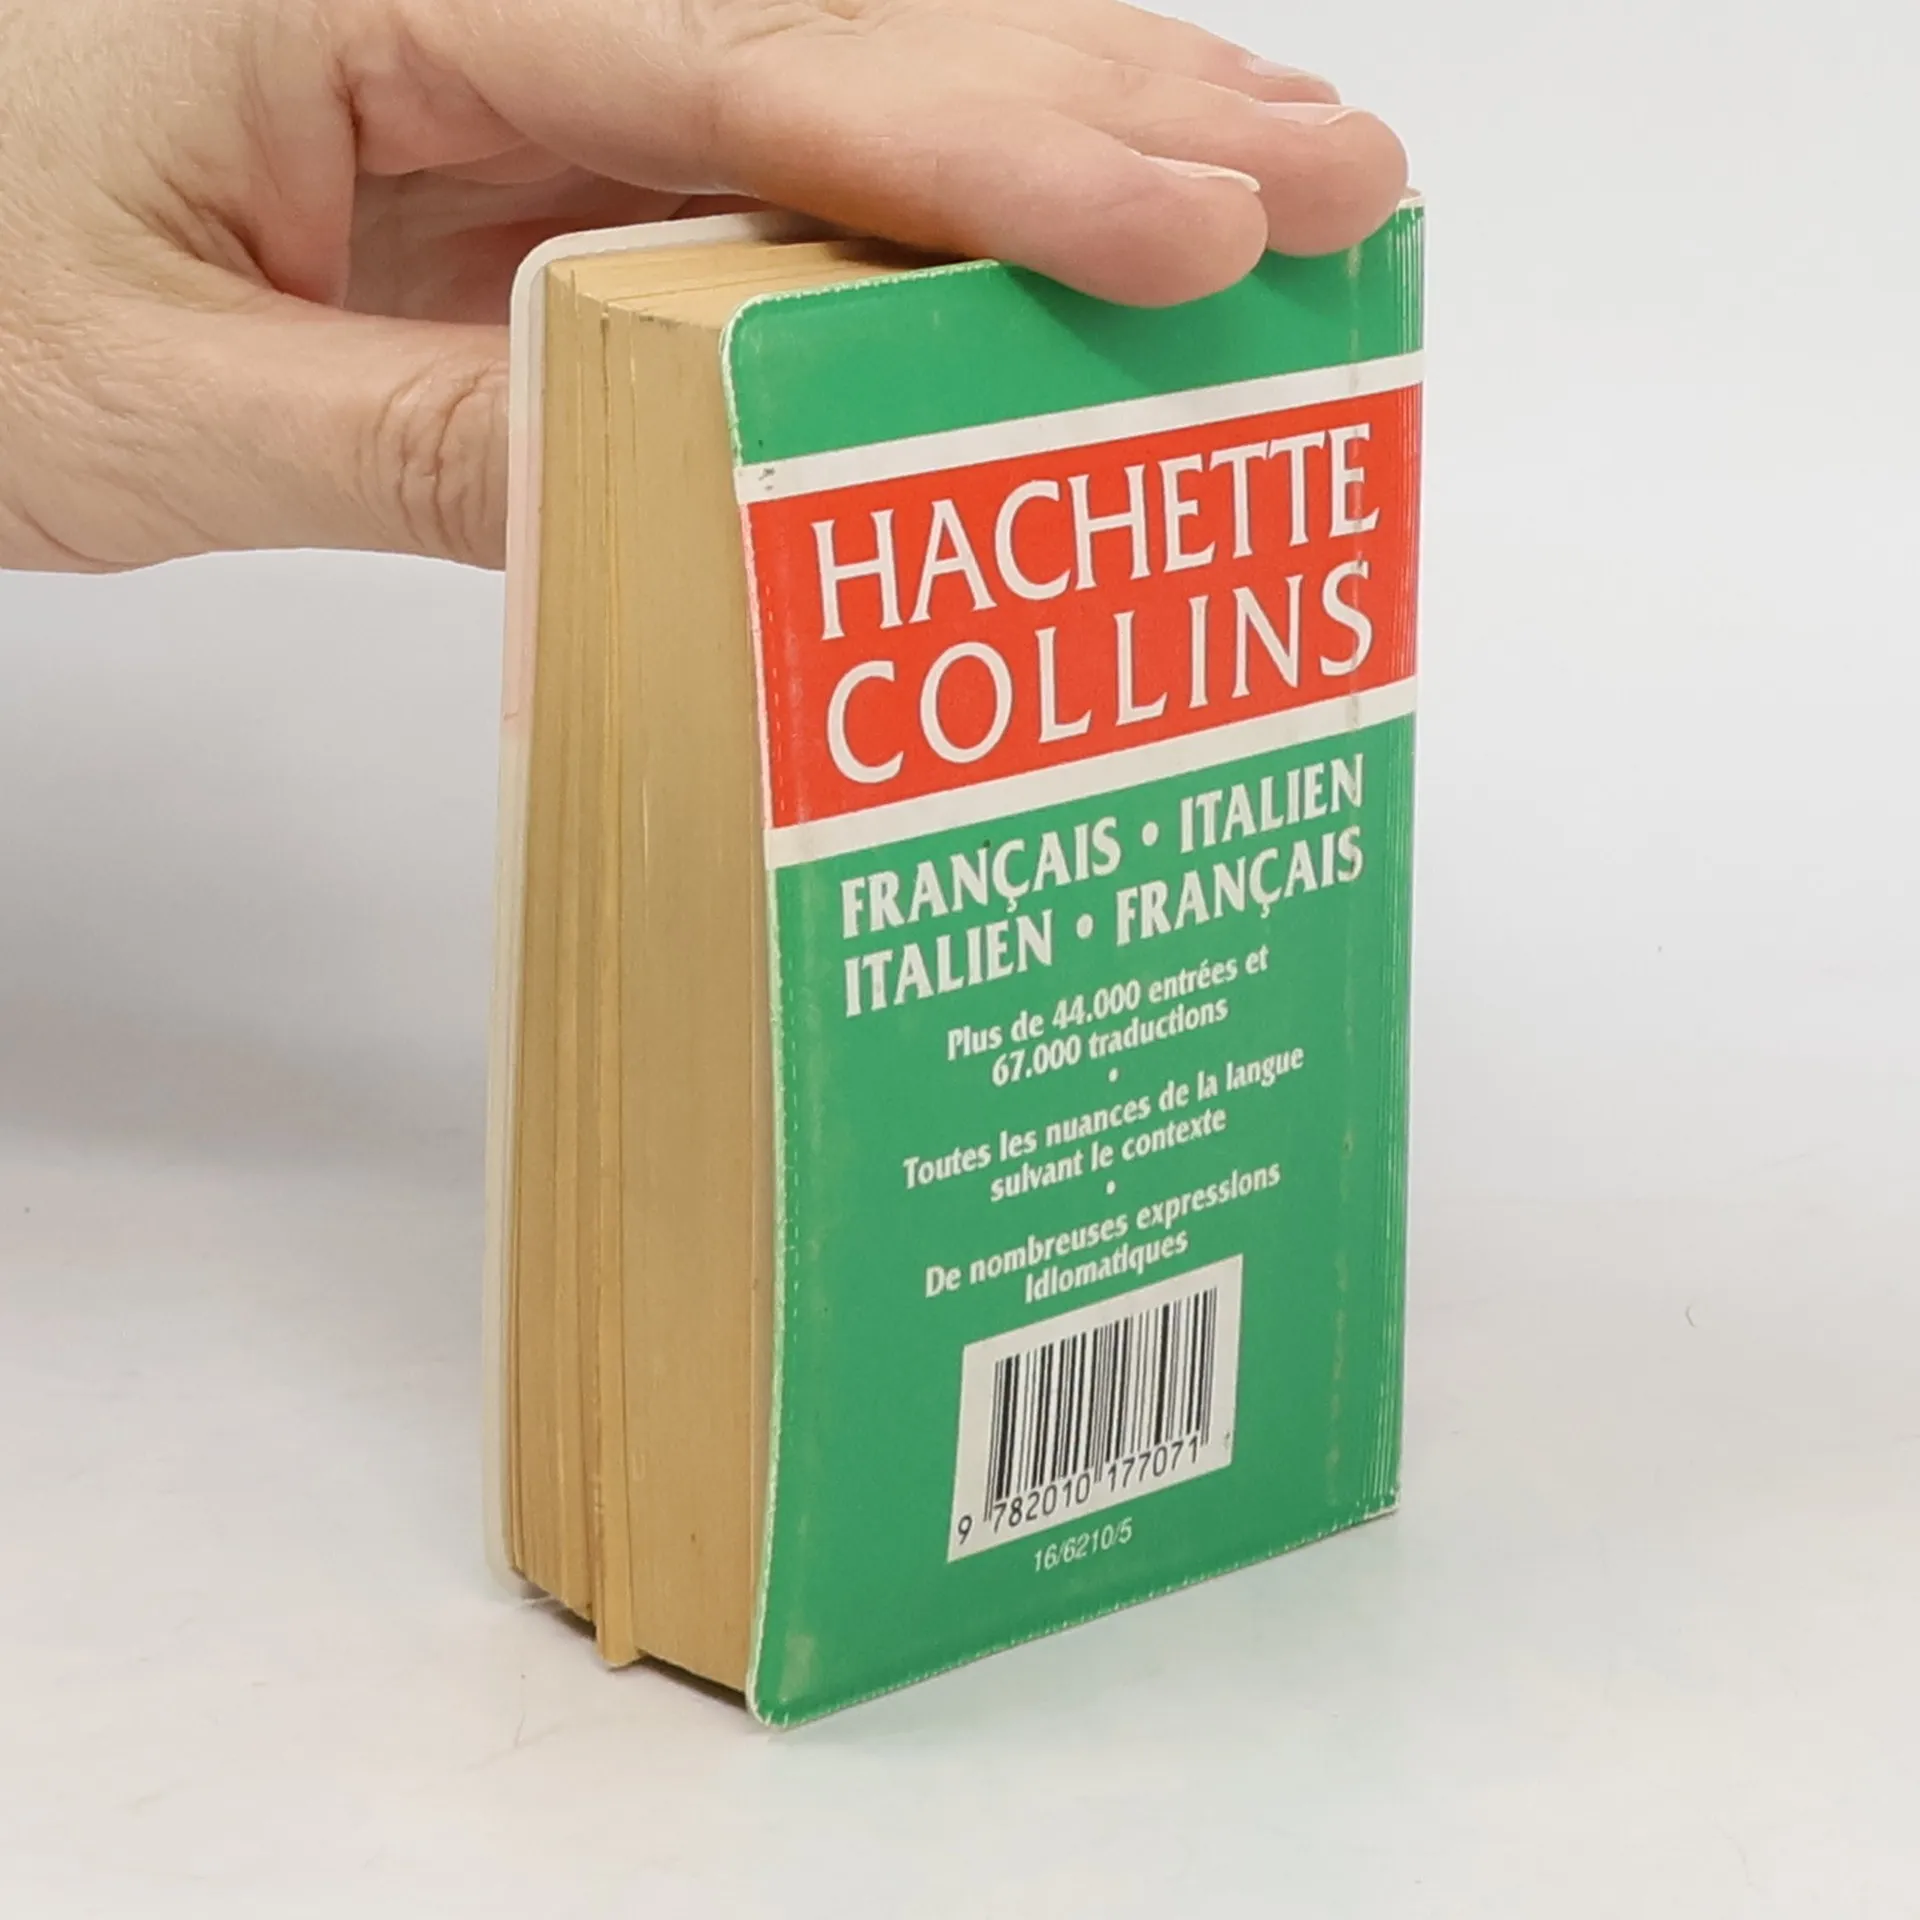 HACHETTE
COLLINS
FRANÇAIS • ITALIEN
ITALIEN • FRANÇAIS
Plus de 44.000 entrées et
67.000 traductions
•
Toutes les nuances de la langue
suivant le contexte
•
De nombreuses expressions
idiomatiques
9 782010 177071
16/6210/5